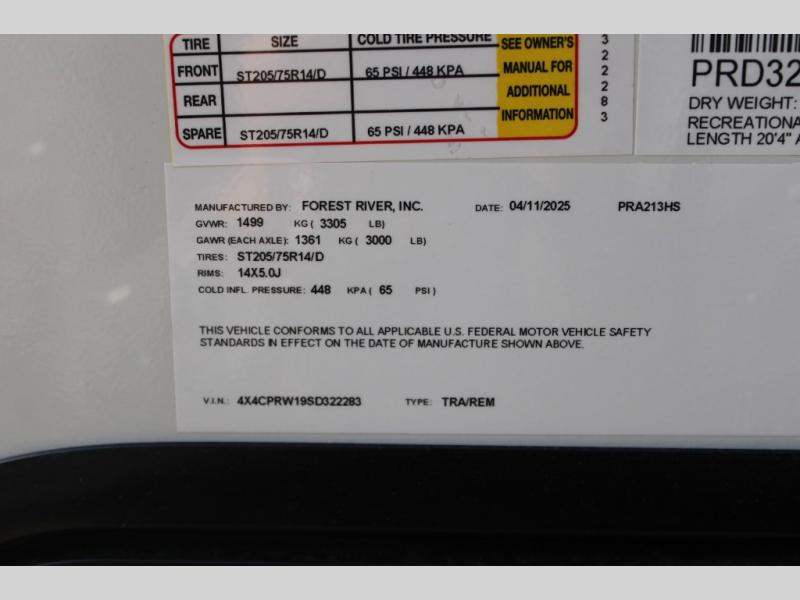 TIRE SIZE COLD TIRE PRESSURE SEE OWNER'S
FRONT ST205/75R14/D 65 PSI / 448 KPA MANUAL FOR
REAR ADDITIONAL
SPARE ST205/75R14/D 65 PSI / 448 KPA INFORMATION
3
2
2
2
8
3
PRD32
DRY WEIGHT:
RECREATIONA
LENGTH 20'4" A
MANUFACTURED BY: FOREST RIVER, INC. DATE: 04/11/2025 PRA213HS
GVWR: 1499 KG ( 3305 LB)
GAWR (EACH AXLE): 1361 KG ( 3000 LB)
TIRES: ST205/75R14/D
RIMS: 14X5.0J
COLD INFL. PRESSURE: 448 KPA ( 65 PSI )
THIS VEHICLE CONFORMS TO ALL APPLICABLE U.S. FEDERAL MOTOR VEHICLE SAFETY
STANDARDS IN EFFECT ON THE DATE OF MANUFACTURE SHOWN ABOVE.
V.I.N.: 4X4CPRW19SD322283 TYPE: TRA/REM